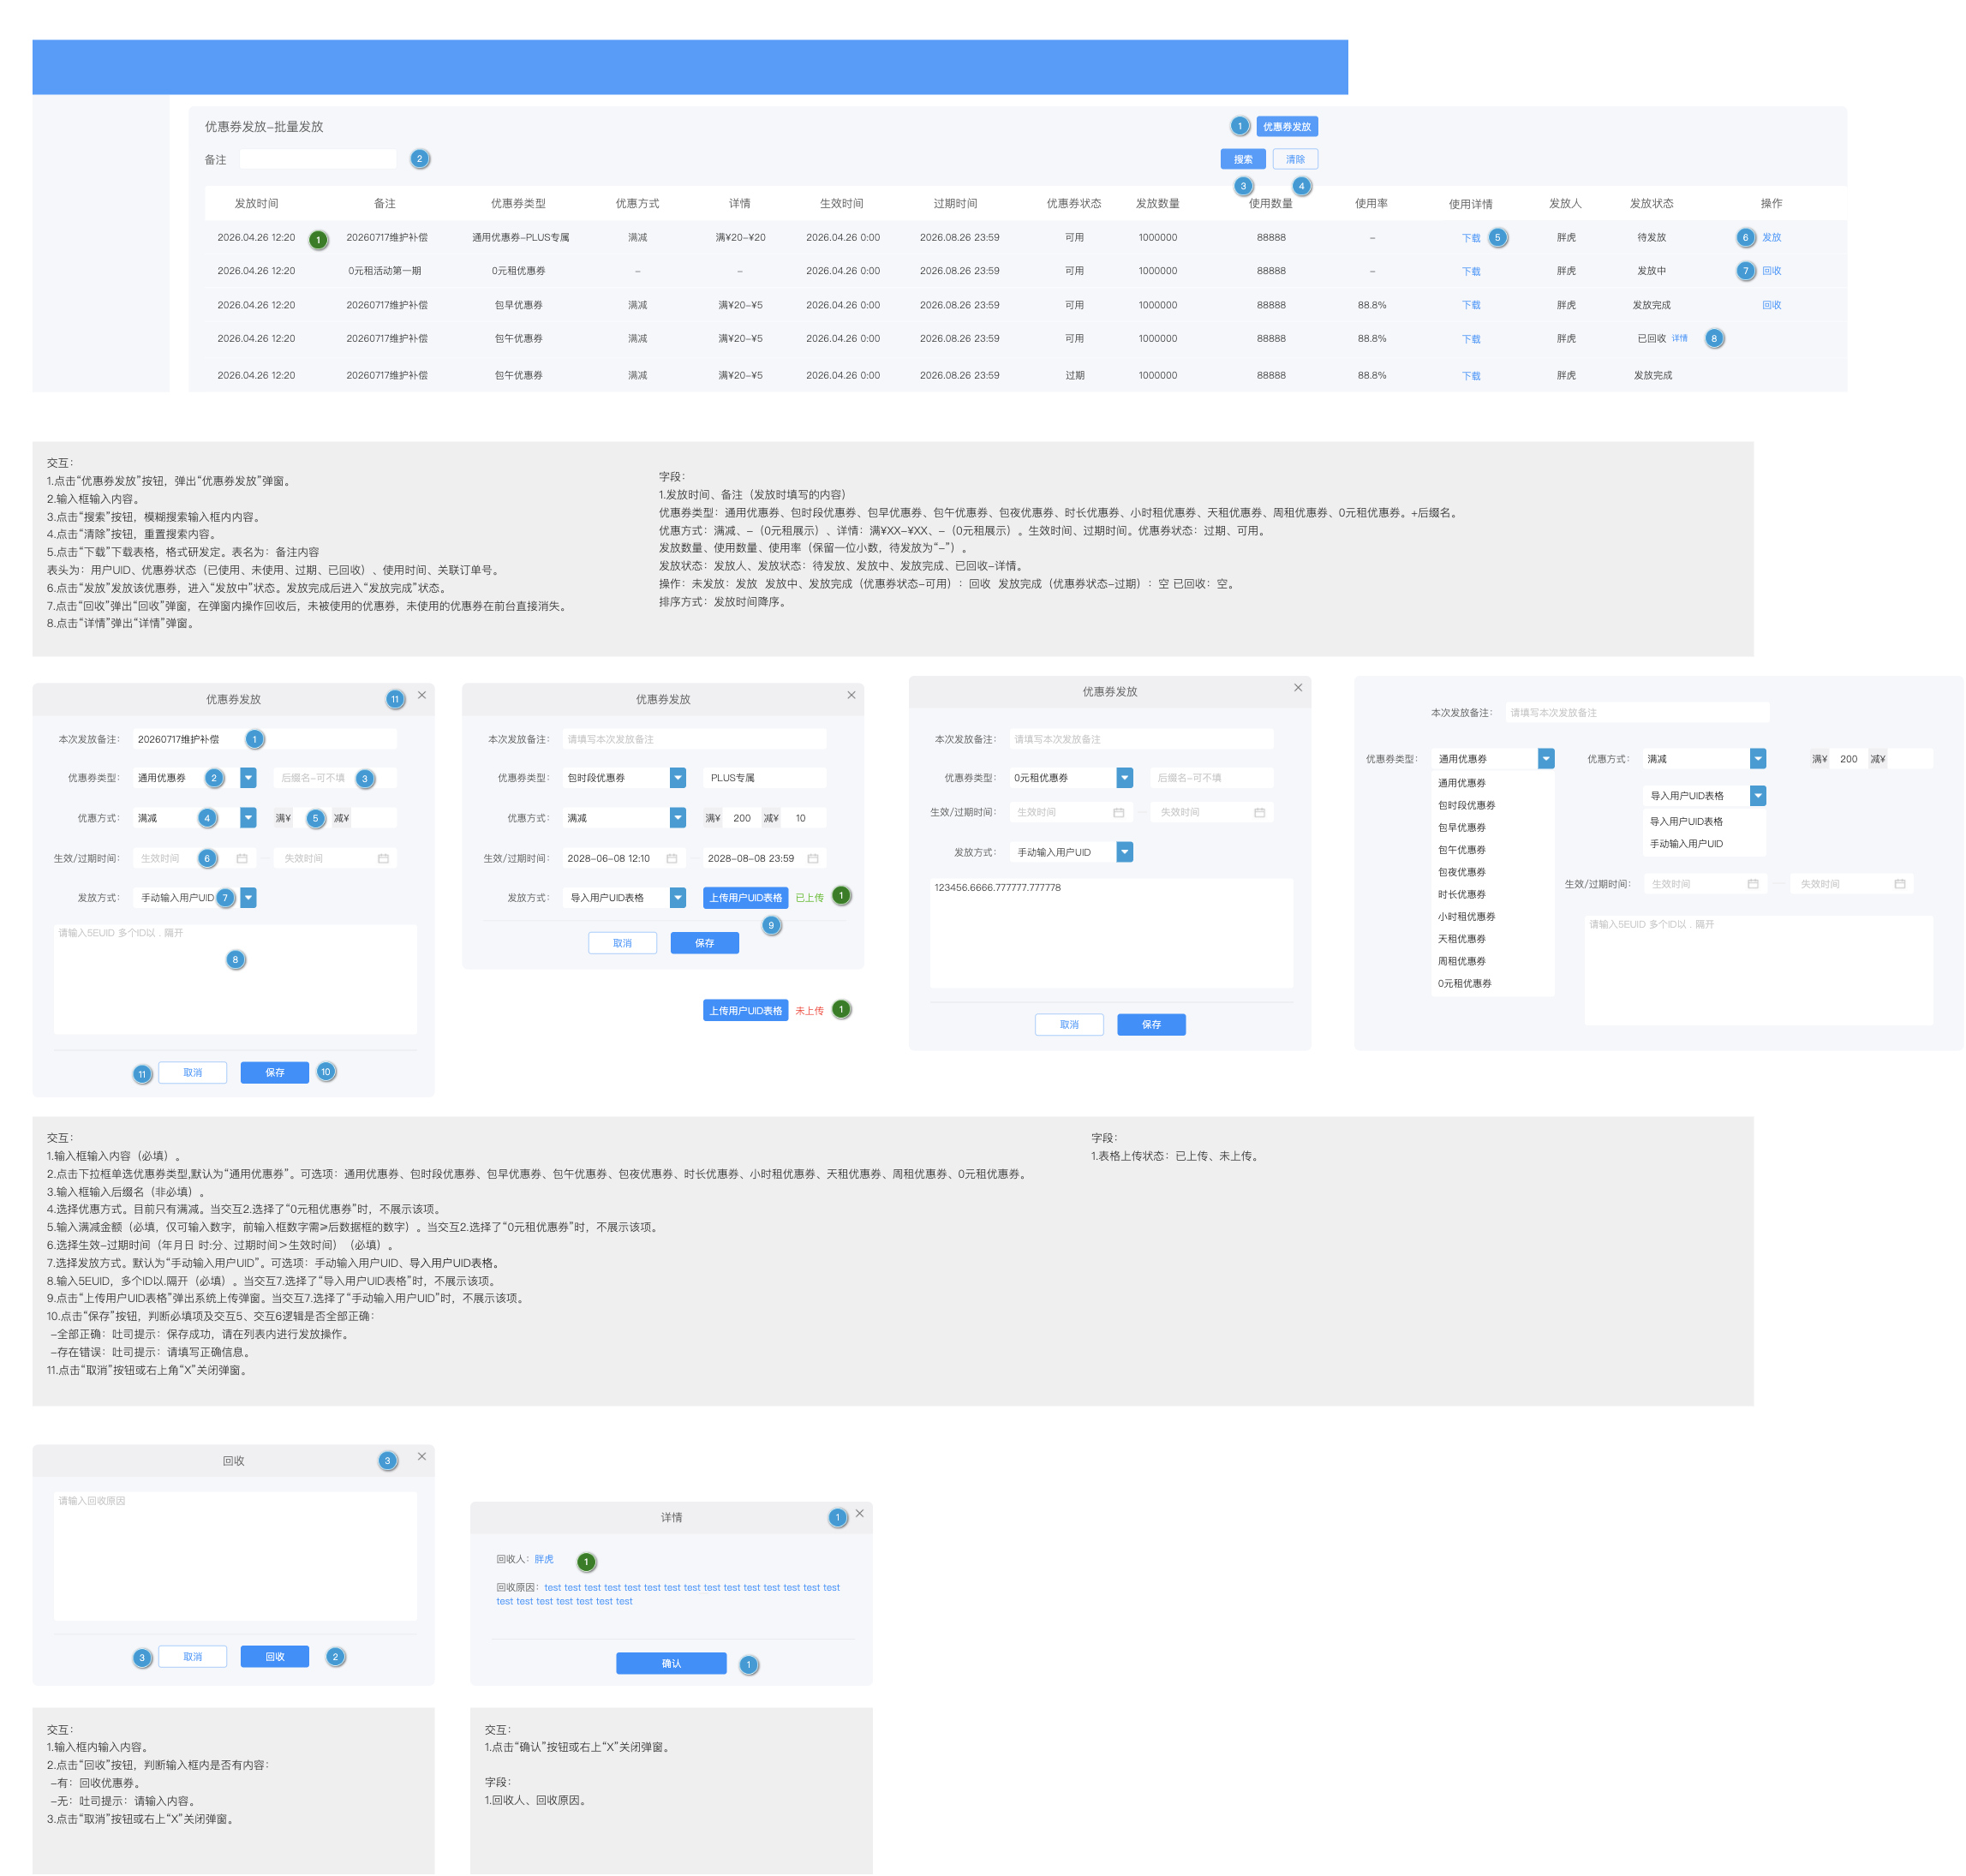 优惠券发放-批量发放
1 优惠券发放
备注 2
搜索 清除
3 4
发放时间 备注 优惠券类型 优惠方式 详情 生效时间 过期时间 优惠券状态 发放数量 使用数量 使用率 使用详情 发放人 发放状态 操作
2026.04.26 12:20 1 20260717维护补偿 通用优惠券-PLUS专属 满减 满¥20-¥20 2026.04.26 0:00 2026.08.26 23:59 可用 1000000 88888 - 下载 5 胖虎 待发放 6 发放
2026.04.26 12:20 0元租活动第一期 0元租优惠券 - - 2026.04.26 0:00 2026.08.26 23:59 可用 1000000 88888 - 下载 胖虎 发放中 7 回收
2026.04.26 12:20 20260717维护补偿 包早优惠券 满减 满¥20-¥5 2026.04.26 0:00 2026.08.26 23:59 可用 1000000 88888 88.8% 下载 胖虎 发放完成 回收
2026.04.26 12:20 20260717维护补偿 包午优惠券 满减 满¥20-¥5 2026.04.26 0:00 2026.08.26 23:59 可用 1000000 88888 88.8% 下载 胖虎 已回收 详情 8
2026.04.26 12:20 20260717维护补偿 包午优惠券 满减 满¥20-¥5 2026.04.26 0:00 2026.08.26 23:59 过期 1000000 88888 88.8% 下载 胖虎 发放完成
交互：
1.点击“优惠券发放”按钮，弹出“优惠券发放”弹窗。
2.输入框输入内容。
3.点击“搜索”按钮，模糊搜索输入框内内容。
4.点击“清除”按钮，重置搜索内容。
5.点击“下载”下载表格，格式研发定。表名为：备注内容
表头为：用户UID、优惠券状态（已使用、未使用、过期、已回收）、使用时间、关联订单号。
6.点击“发放”发放该优惠券，进入“发放中”状态。发放完成后进入“发放完成”状态。
7.点击“回收”弹出“回收”弹窗，在弹窗内操作回收后，未被使用的优惠券，未使用的优惠券在前台直接消失。
8.点击“详情”弹出“详情”弹窗。
字段：
1.发放时间、备注（发放时填写的内容）
优惠券类型：通用优惠券、包时段优惠券、包早优惠券、包午优惠券、包夜优惠券、时长优惠券、小时租优惠券、天租优惠券、周租优惠券、0元租优惠券。+后缀名。
优惠方式：满减、-（0元租展示）、详情：满¥XX-¥XX、-（0元租展示）。生效时间、过期时间。优惠券状态：过期、可用。
发放数量、使用数量、使用率（保留一位小数，待发放为“-”）。
发放状态：发放人、发放状态：待发放、发放中、发放完成、已回收-详情。
操作：未发放：发放 发放中、发放完成（优惠券状态-可用）：回收 发放完成（优惠券状态-过期）：空 已回收：空。
排序方式：发放时间降序。
优惠券发放 11 ×
本次发放备注： 20260717维护补偿 1
优惠券类型： 通用优惠券 2 后缀名-可不填 3
优惠方式： 满减 4 满¥ 5 减¥
生效/过期时间： 生效时间 6 — 失效时间
发放方式： 手动输入用户UID 7
请输入5EUID 多个ID以 . 隔开
8
11 取消 保存 10
优惠券发放 ×
本次发放备注： 请填写本次发放备注
优惠券类型： 包时段优惠券 PLUS专属
优惠方式： 满减 满¥ 200 减¥ 10
生效/过期时间： 2028-06-08 12:10 — 2028-08-08 23:59
发放方式： 导入用户UID表格 上传用户UID表格 已上传 1
9
取消 保存
上传用户UID表格 未上传 1
优惠券发放 ×
本次发放备注： 请填写本次发放备注
优惠券类型： 0元租优惠券 后缀名-可不填
生效/过期时间： 生效时间 — 失效时间
发放方式： 手动输入用户UID
123456.6666.777777.777778
取消 保存
本次发放备注： 请填写本次发放备注
优惠券类型： 通用优惠券 优惠方式： 满减 满¥ 200 减¥
通用优惠券
包时段优惠券
包早优惠券
包午优惠券
包夜优惠券
时长优惠券
小时租优惠券
天租优惠券
周租优惠券
0元租优惠券
导入用户UID表格
导入用户UID表格
手动输入用户UID
生效/过期时间： 生效时间 — 失效时间
请输入5EUID 多个ID以 . 隔开
交互：
1.输入框输入内容（必填）。
2.点击下拉框单选优惠券类型,默认为“通用优惠券”。可选项：通用优惠券、包时段优惠券、包早优惠券、包午优惠券、包夜优惠券、时长优惠券、小时租优惠券、天租优惠券、周租优惠券、0元租优惠券。
3.输入框输入后缀名（非必填）。
4.选择优惠方式。目前只有满减。当交互2.选择了“0元租优惠券”时，不展示该项。
5.输入满减金额（必填，仅可输入数字，前输入框数字需≥后数据框的数字）。当交互2.选择了“0元租优惠券”时，不展示该项。
6.选择生效-过期时间（年月日 时:分、过期时间＞生效时间）（必填）。
7.选择发放方式。默认为“手动输入用户UID”。可选项：手动输入用户UID、导入用户UID表格。
8.输入5EUID，多个ID以.隔开（必填）。当交互7.选择了“导入用户UID表格”时，不展示该项。
9.点击“上传用户UID表格”弹出系统上传弹窗。当交互7.选择了“手动输入用户UID”时，不展示该项。
10.点击“保存”按钮，判断必填项及交互5、交互6逻辑是否全部正确：
-全部正确：吐司提示：保存成功，请在列表内进行发放操作。
-存在错误：吐司提示：请填写正确信息。
11.点击“取消”按钮或右上角“X”关闭弹窗。
字段：
1.表格上传状态：已上传、未上传。
回收 3 ×
请输入回收原因
3 取消 回收 2
详情 1 ×
回收人：胖虎 1
回收原因：test test test test test test test test test test test test test test test
test test test test test test test
确认 1
交互：
1.输入框内输入内容。
2.点击“回收”按钮，判断输入框内是否有内容：
-有：回收优惠券。
-无：吐司提示：请输入内容。
3.点击“取消”按钮或右上“X”关闭弹窗。
交互：
1.点击“确认”按钮或右上“X”关闭弹窗。
字段：
1.回收人、回收原因。